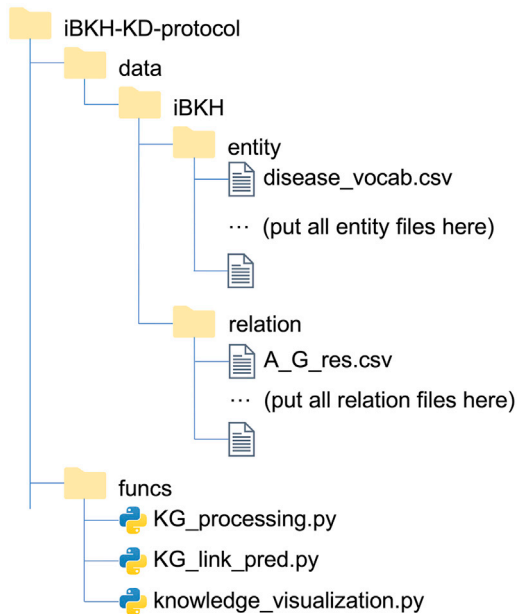 iBKH-KD-protocol
data
iBKH
entity
disease_vocab.csv
··· (put all entity files here)
relation
A_G_res.csv
··· (put all relation files here)
funcs
KG_processing.py
KG_link_pred.py
knowledge_visualization.py